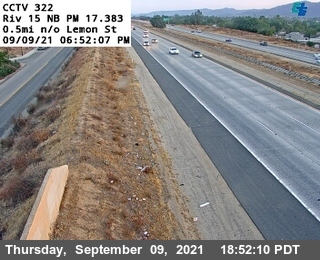 CCTV 322
Riv 15 NB PM 17.383
0.5mi n/o Lemon St
09/09/21 06:52:07 PM
Thursday, September 09, 2021 18:52:10 PDT